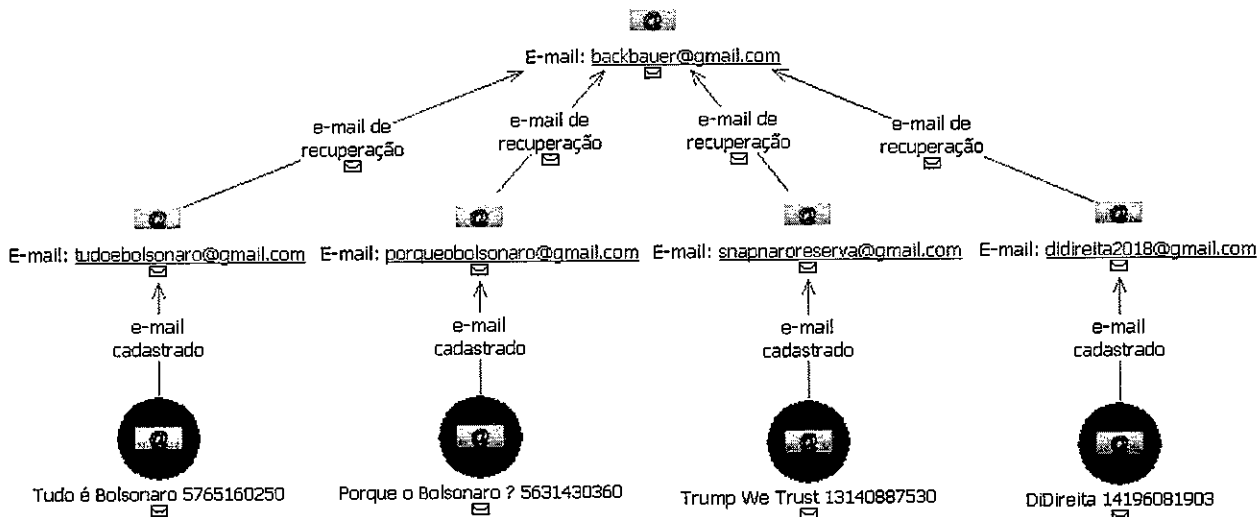 E-mail: backbauer@gmail.com
e-mail de
recuperação
e-mail de
recuperação
e-mail de
recuperação
e-mail de
recuperação
E-mail: tudoebolsonaro@gmail.com
E-mail: porqueobolsonaro@gmail.com
E-mail: snapnaroreserva@gmail.com
E-mail: didireita2018@gmail.com
e-mail
cadastrado
e-mail
cadastrado
e-mail
cadastrado
e-mail
cadastrado
Tudo é Bolsonaro 5765160250
Porque o Bolsonaro ? 5631430360
Trump We Trust 13140887530
DiDireita 14196081903